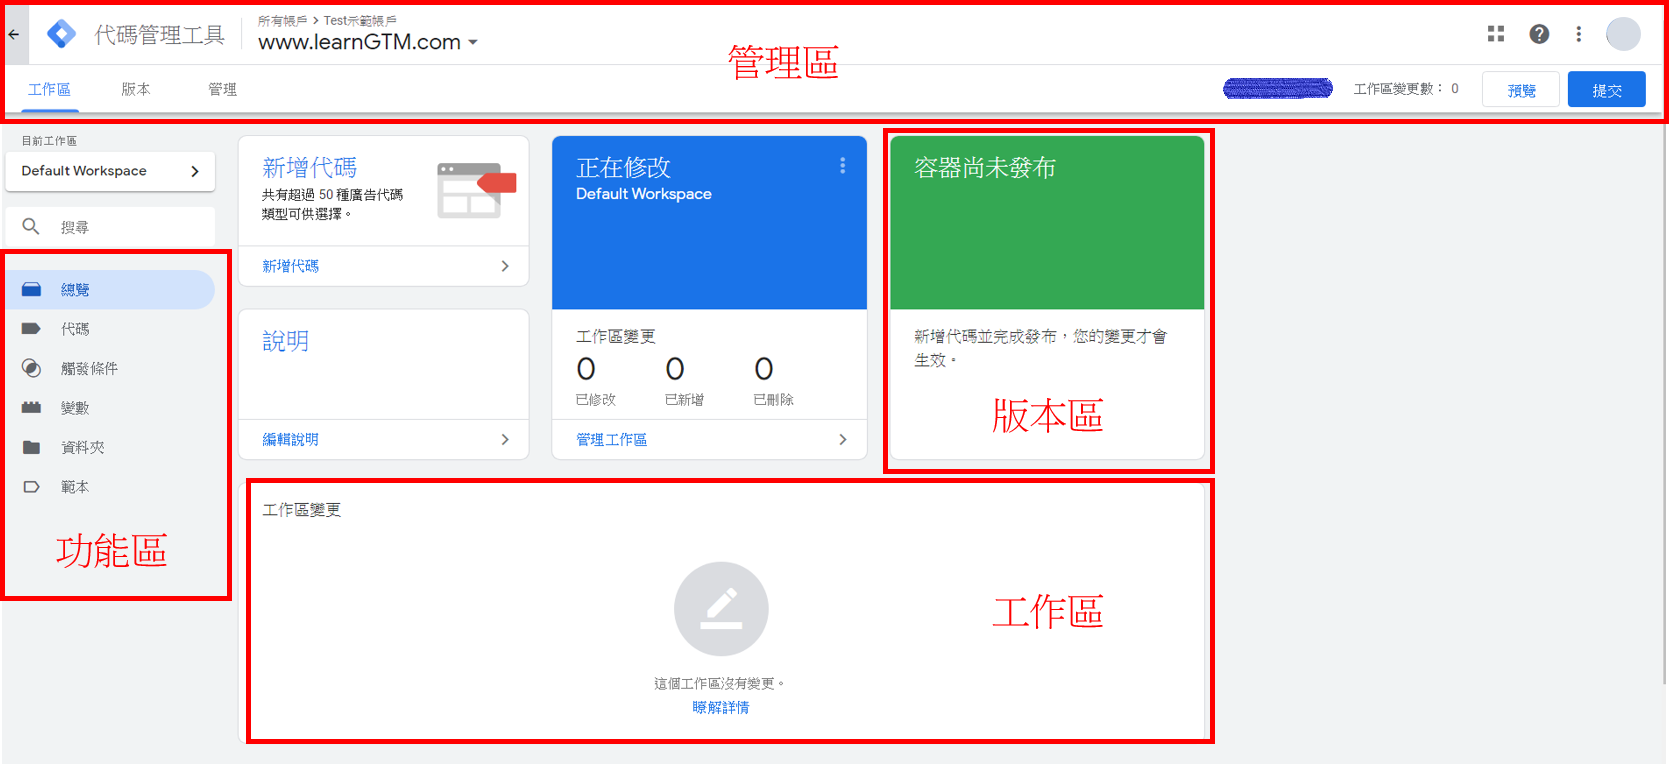 所有帳戶 > Test示範帳戶
代碼管理工具
www.learnGTM.com
管理區
工作區
版本
管理
工作區變更數： 0
預覽
提交
目前工作區
Default Workspace
搜尋
總覽
代碼
觸發條件
變數
資料夾
範本
功能區
新增代碼
共有超過 50 種廣告代碼
類型可供選擇。
新增代碼
說明
編輯說明
正在修改
Default Workspace
工作區變更
0 0 0
已修改 已新增 已刪除
管理工作區
容器尚未發布
新增代碼並完成發布，您的變更才會
生效。
版本區
工作區變更
工作區
這個工作區沒有變更。
瞭解詳情